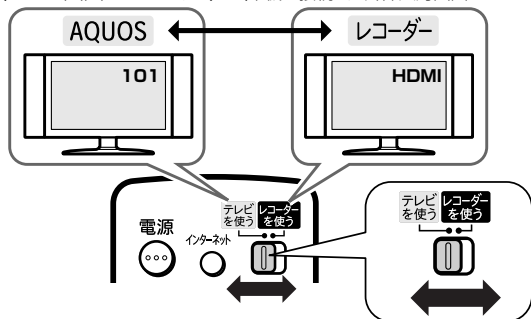 AQUOS
レコーダー
101
HDMI
テレビ
を使う
レコーダー
を使う
テレビ
を使う
レコーダー
を使う
電源
インターネット